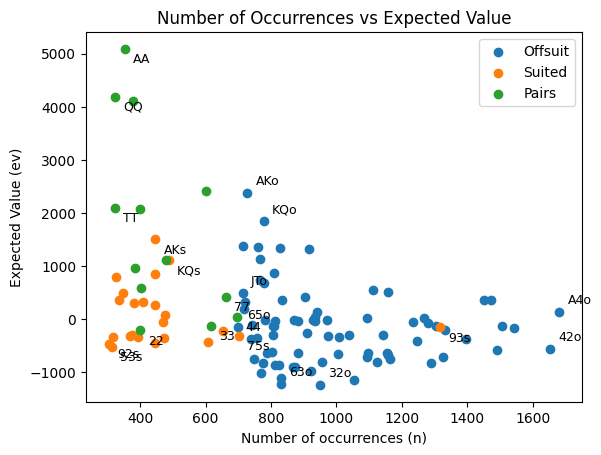 Number of Occurrences vs Expected Value
Offsuit
Suited
Pairs
Expected Value (ev)
5000
4000
3000
2000
1000
0
−1000
AA
QQ
TT
AKo
KQo
AKs
KQs
JTo
A4o
77
65o
44
33
22
75s
93s
42o
92s
63o
32o
400
600
800
1000
1200
1400
1600
Number of occurrences (n)